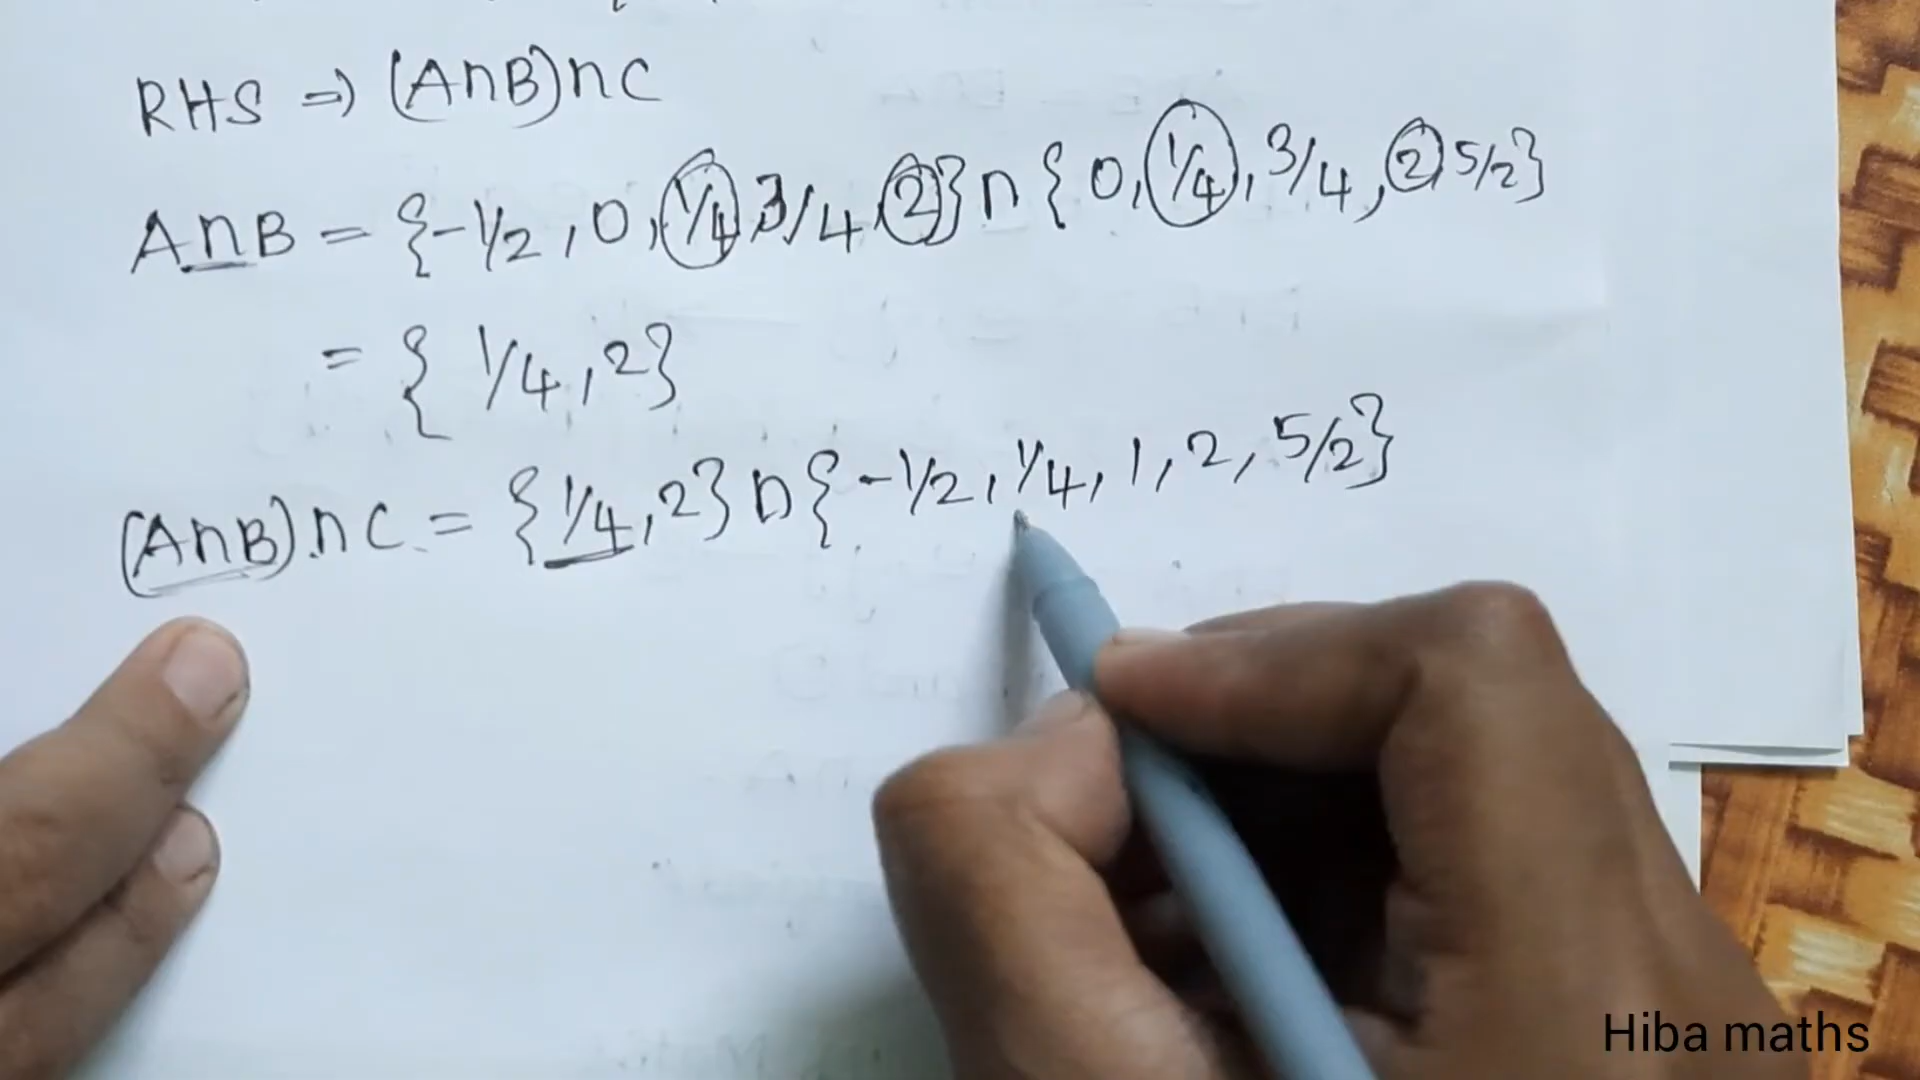 RHS ⇒ (A∩B)∩C
A∩B = {-1/2, 0, 1/4, 3/4, 2} ∩ {0, 1/4, 3/4, 2, 5/2}
= {1/4, 2}
(A∩B)∩C = {1/4, 2} ∩ {-1/2, 1/4, 1, 2, 5/2}
Hiba maths